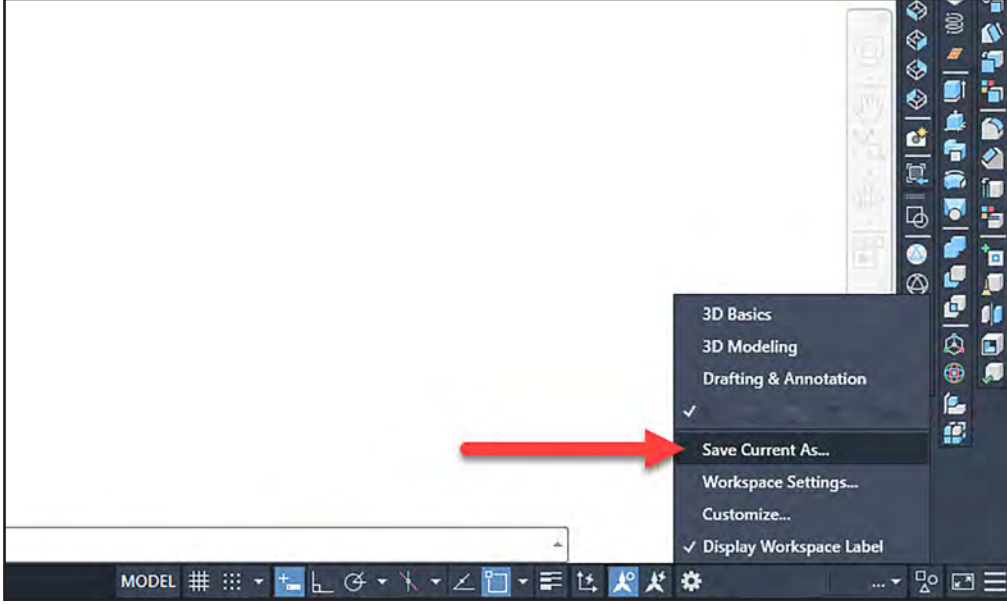 3D Basics
3D Modeling
Drafting & Annotation
Save Current As...
Workspace Settings...
Customize...
Display Workspace Label
MODEL
...